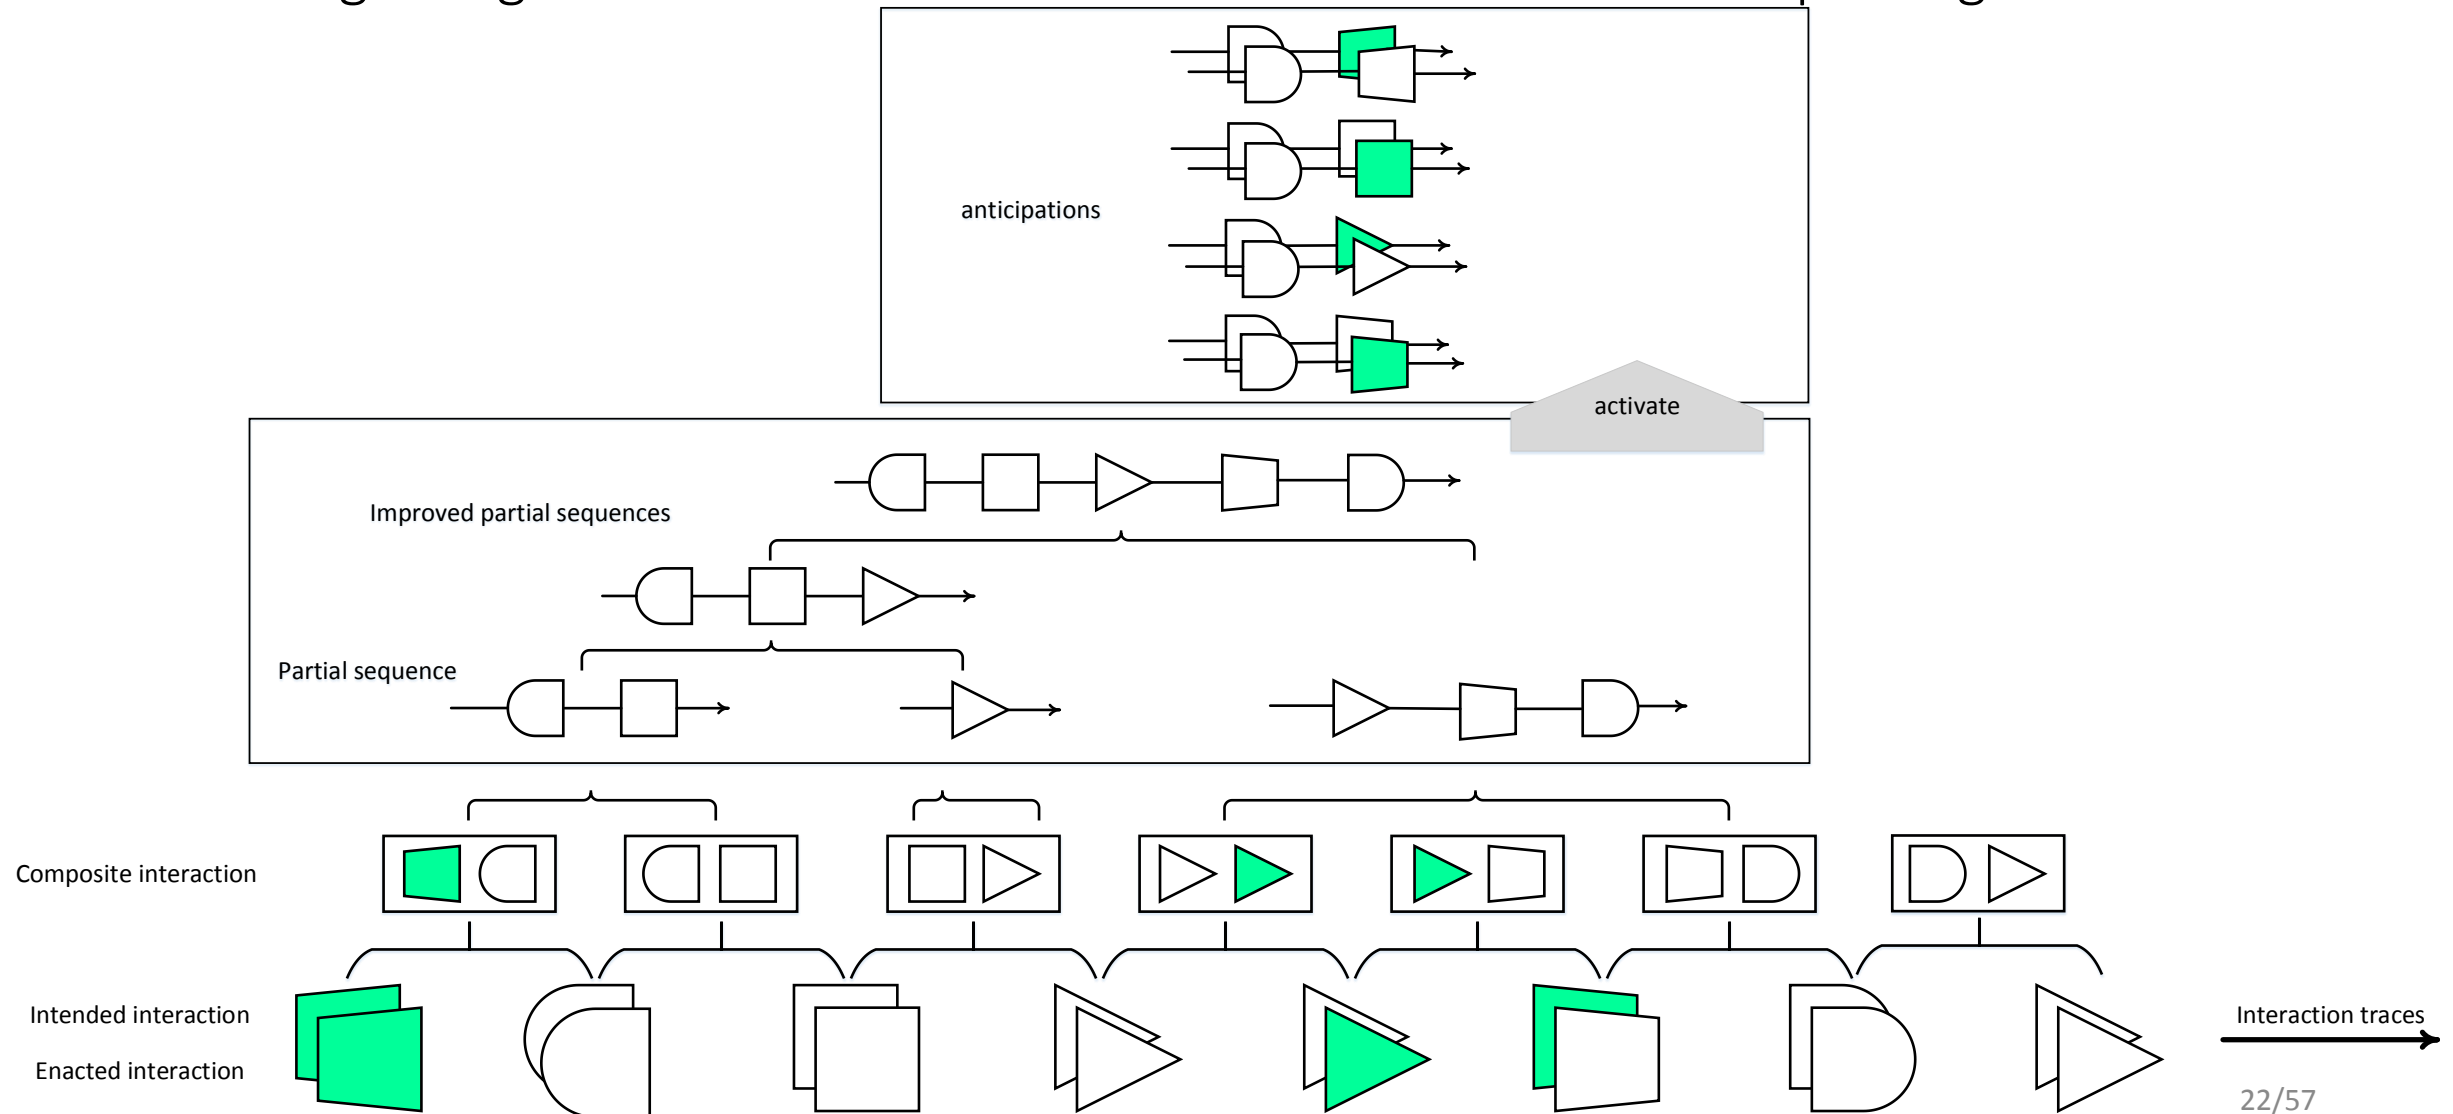 anticipations
activate
Improved partial sequences
Partial sequence
Composite interaction
Intended interaction
Interaction traces
Enacted interaction
22/57